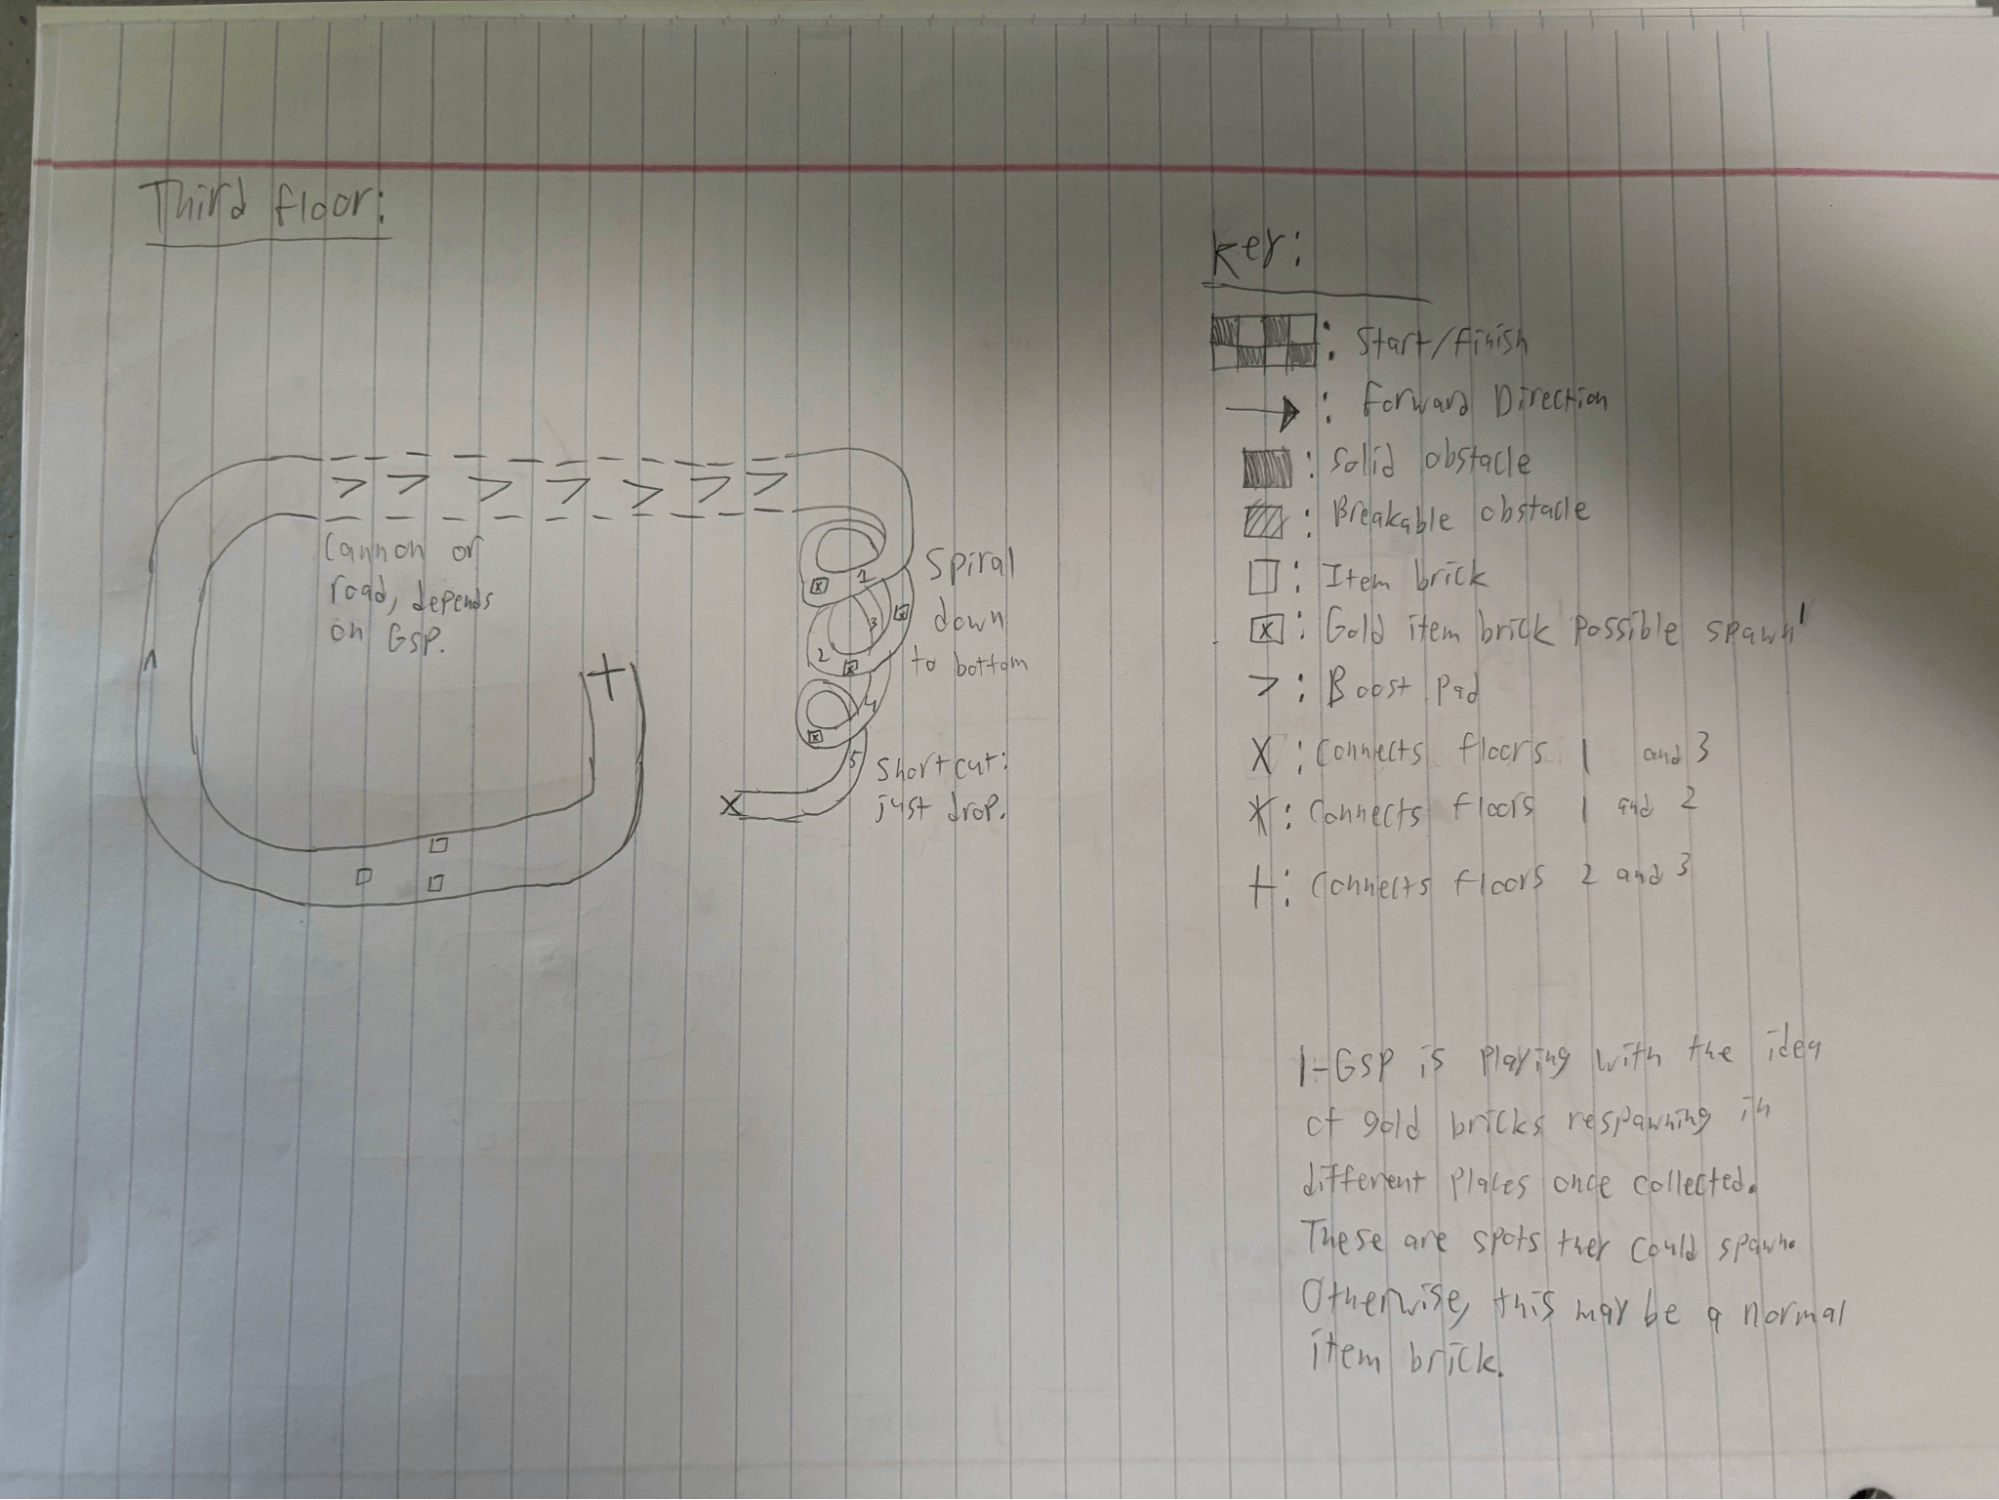 Third floor:
Cannon or
road, depends
on GSP.
Spiral
down
to bottom
1
2
3
4
5
Shortcut:
just drop.
X
+
Key:
: Start/Finish
: Forward Direction
: Solid obstacle
: Breakable obstacle
: Item brick
: Gold item brick possible spawn¹
> : Boost Pad
X : Connects floors 1 and 3
X : Connects floors 1 and 2
+ : Connects floors 2 and 3
1-GSP is playing with the idea
of gold bricks respawning in
different places once collected.
These are spots they could spawn.
Otherwise, this may be a normal
item brick.